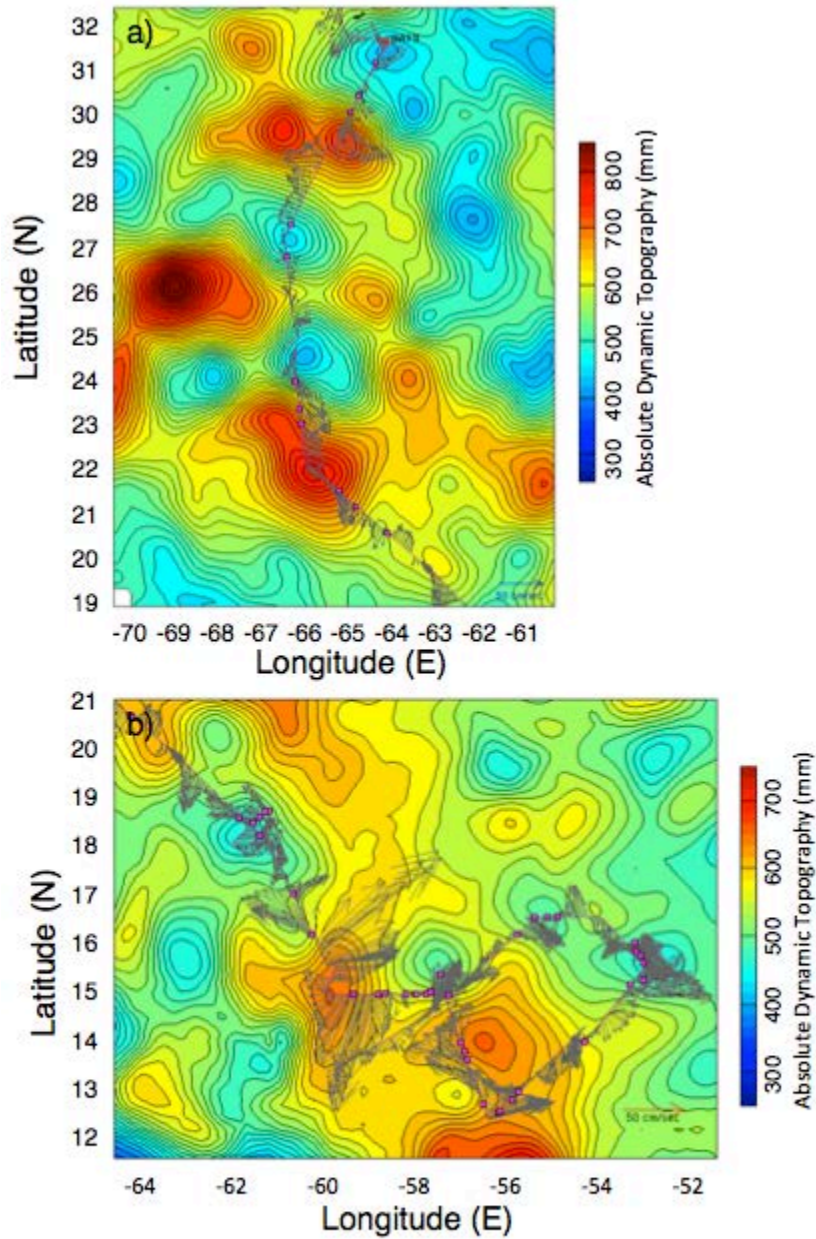 a)
32
31
30
29
28
27
26
25
24
23
22
21
20
19
Latitude (N)
-70 -69 -68 -67 -66 -65 -64 -63 -62 -61
Longitude (E)
50 cm/sec
800
700
600
500
400
300
Absolute Dynamic Topography (mm)
b)
21
20
19
18
17
16
15
14
13
12
Latitude (N)
-64 -62 -60 -58 -56 -54 -52
Longitude (E)
50 cm/sec
700
600
500
400
300
Absolute Dynamic Topography (mm)